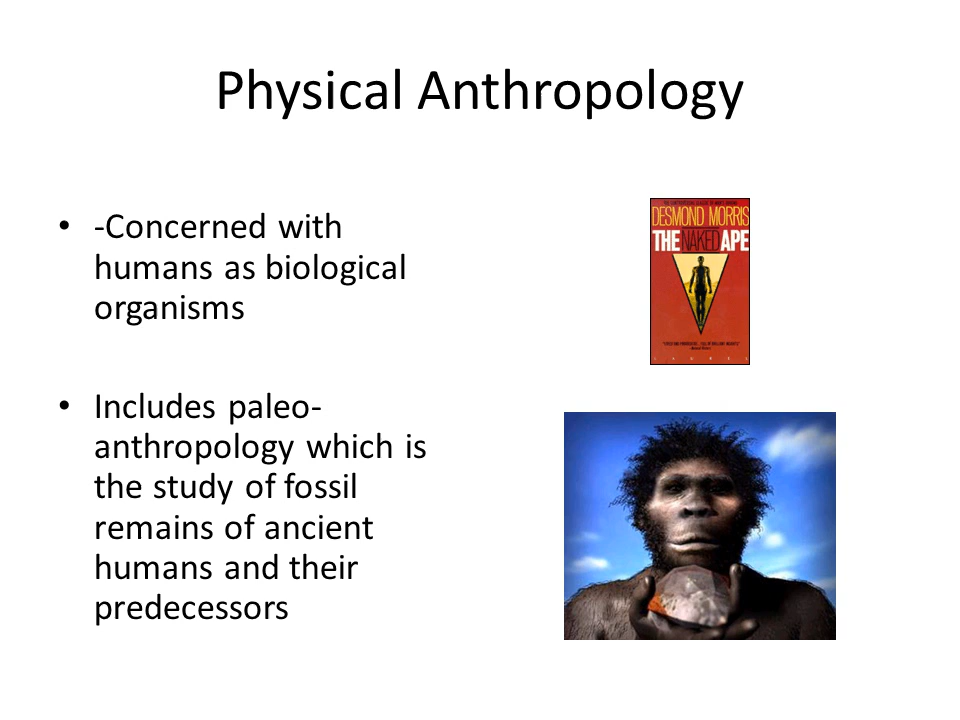 Physical Anthropology
• -Concerned with
humans as biological
organisms
• Includes paleo-
anthropology which is
the study of fossil
remains of ancient
humans and their
predecessors
DESMOND MORRIS
THE NAKED APE